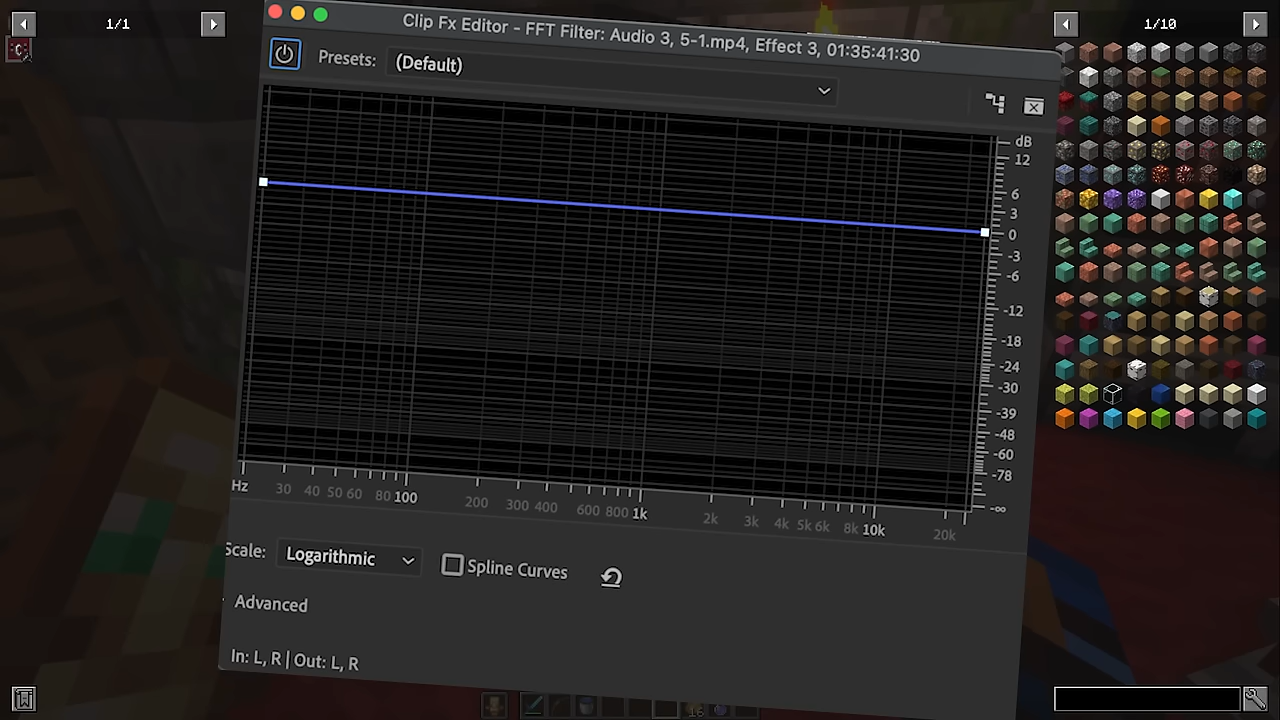 1/1
1/10
Clip Fx Editor - FFT Filter: Audio 3, 5-1.mp4, Effect 3, 01:35:41:30
Presets: (Default)
dB
12
6
3
0
-3
-6
-12
-18
-24
-30
-39
-48
-60
-78
-∞
Hz 30 40 50 60 80 100 200 300 400 600 800 1k 2k 3k 4k 5k 6k 8k 10k 20k
Scale: Logarithmic Spline Curves
Advanced
In: L, R | Out: L, R
16